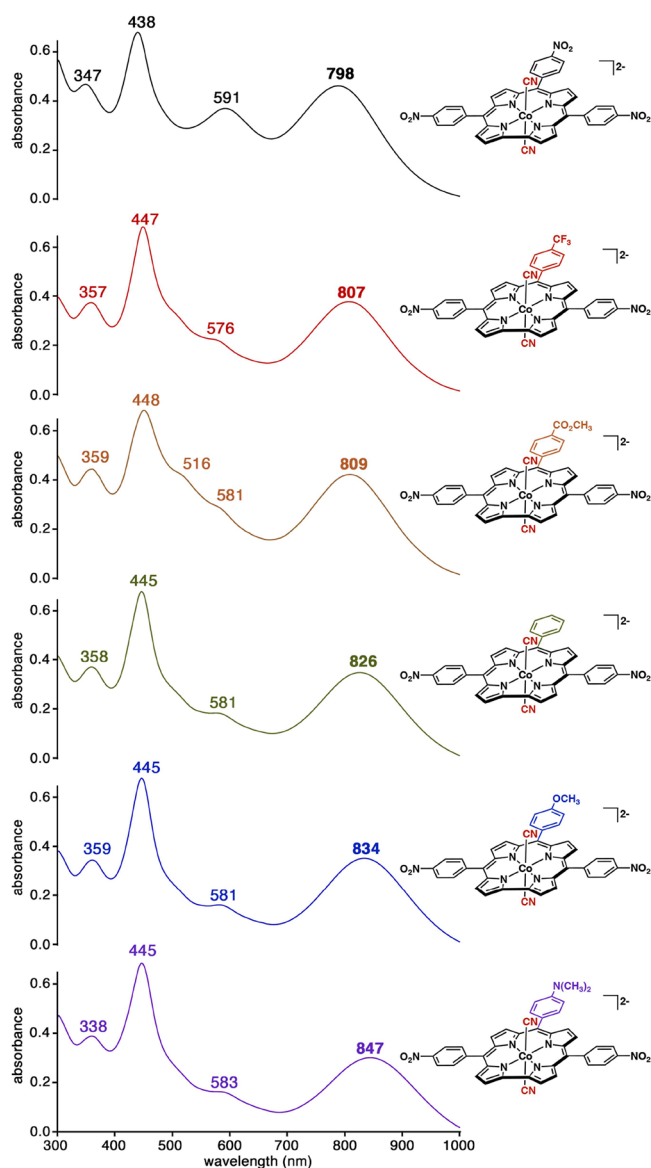 438
347
591
798
absorbance
0.6
0.4
0.2
0.0
NO₂
CN
2-
O₂N
N
N
Co
N
N
NO₂
CN
447
357
576
807
absorbance
0.6
0.4
0.2
0.0
CF₃
CN
2-
O₂N
N
N
Co
N
N
NO₂
CN
448
359
516
581
809
absorbance
0.6
0.4
0.2
0.0
CO₂CH₃
CN
2-
O₂N
N
N
Co
N
N
NO₂
CN
445
358
581
826
absorbance
0.6
0.4
0.2
0.0
CN
2-
O₂N
N
N
Co
N
N
NO₂
CN
445
359
581
834
absorbance
0.6
0.4
0.2
0.0
OCH₃
CN
2-
O₂N
N
N
Co
N
N
NO₂
CN
445
338
583
847
absorbance
0.6
0.4
0.2
0.0
N(CH₃)₂
CN
2-
O₂N
N
N
Co
N
N
NO₂
CN
300 400 500 600 700 800 900 1000
wavelength (nm)